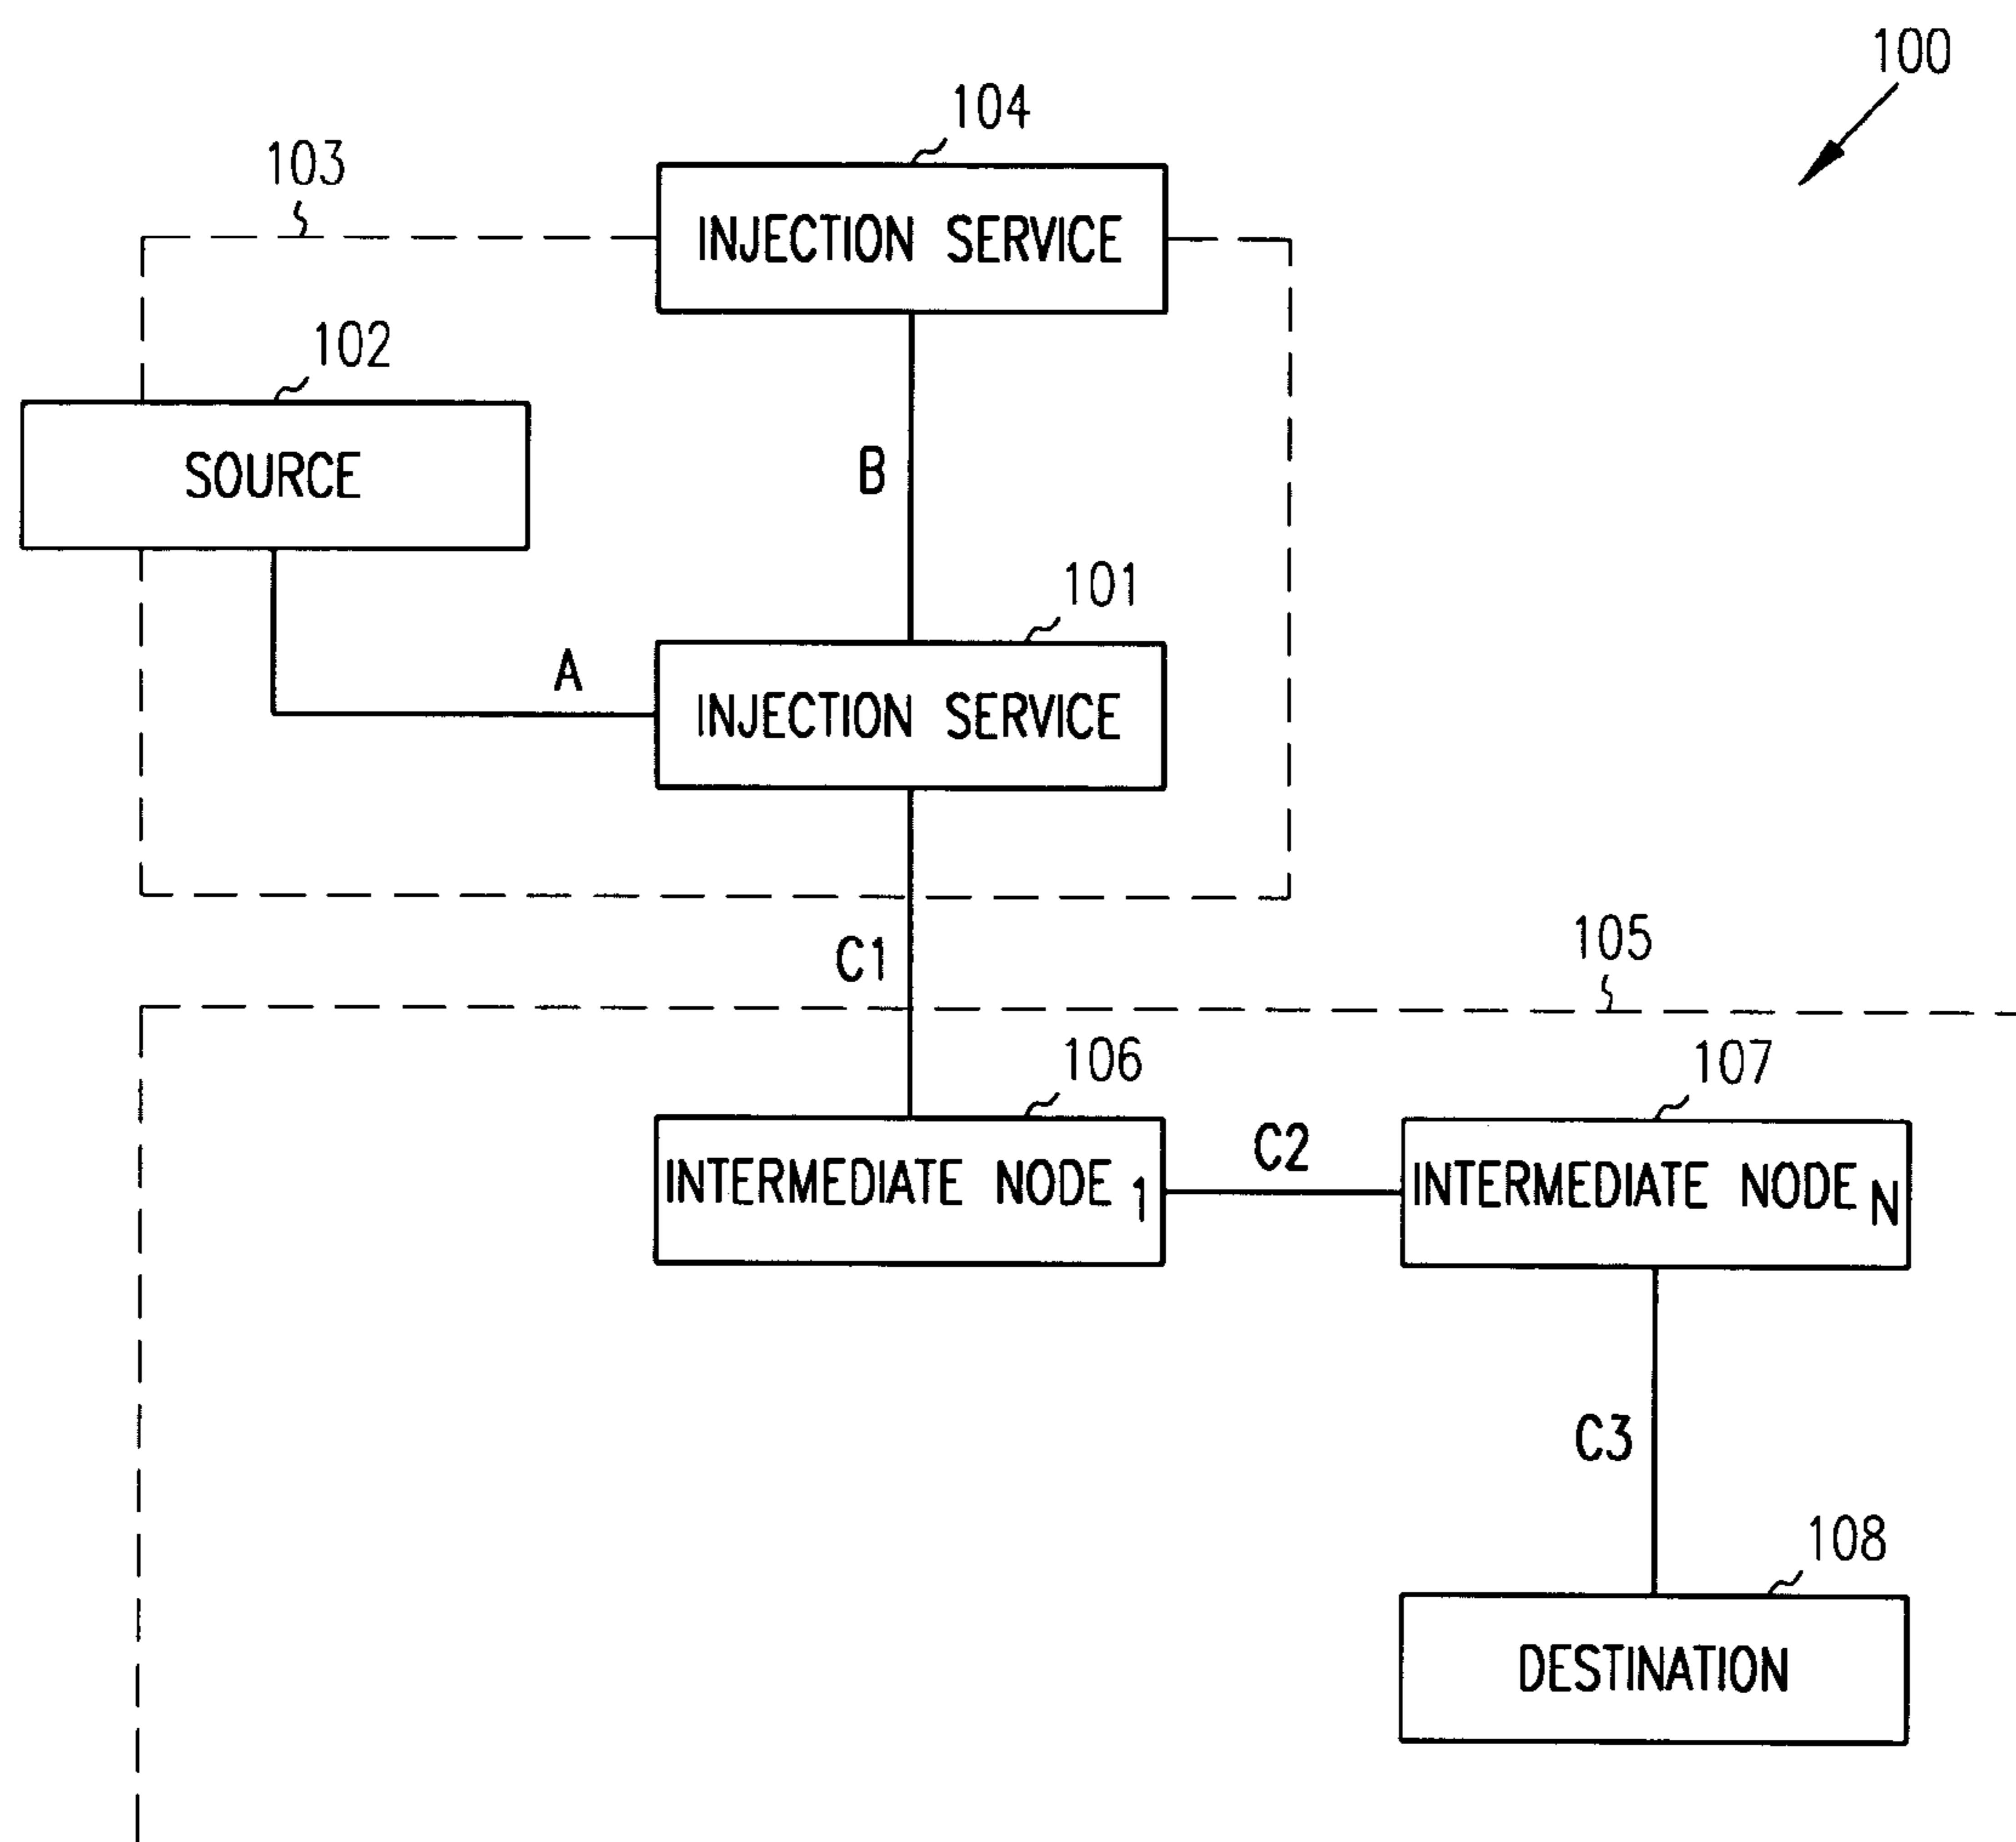 100
104
103
INJECTION SERVICE
102
SOURCE
B
101
A
INJECTION SERVICE
C1
105
106
107
INTERMEDIATE NODE 1
C2
INTERMEDIATE NODE N
C3
108
DESTINATION